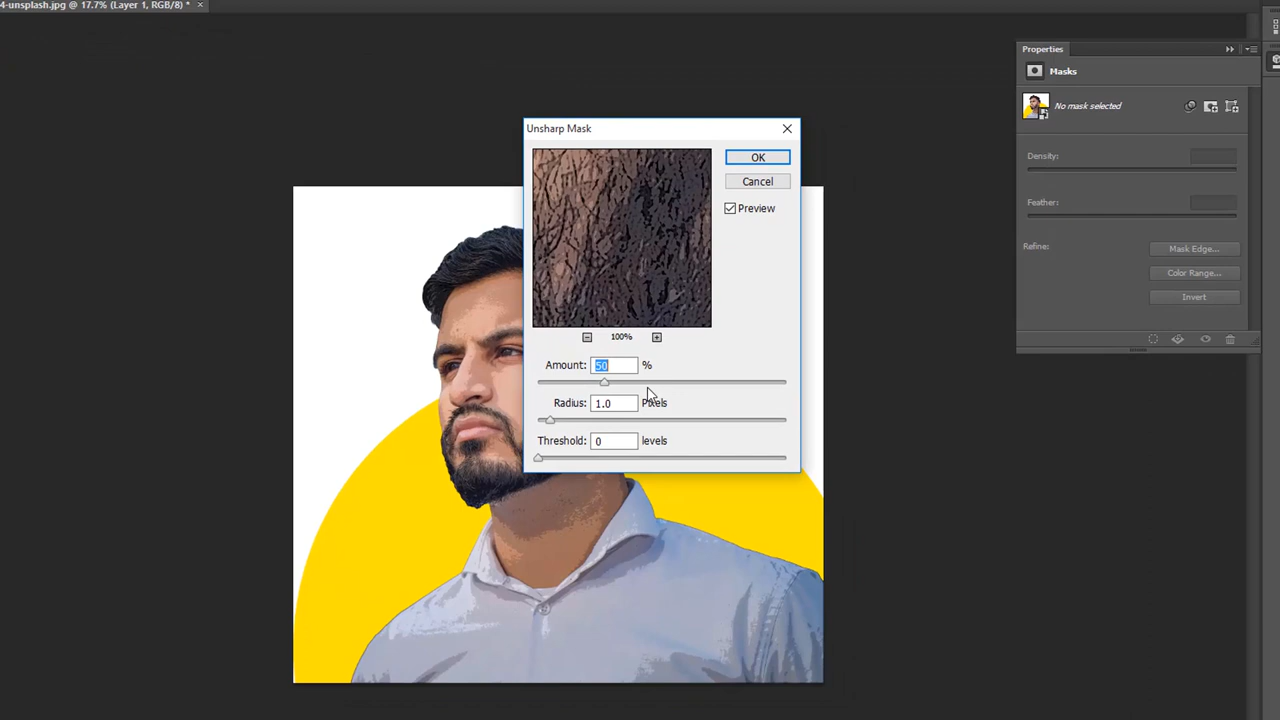 4-unsplash.jpg @ 17.7% (Layer 1, RGB/8) * ×
Properties
Masks
No mask selected
Density:
Feather:
Refine:
Mask Edge...
Color Range...
Invert
Unsharp Mask
OK
Cancel
Preview
100%
Amount: 50 %
Radius: 1.0 Pixels
Threshold: 0 levels